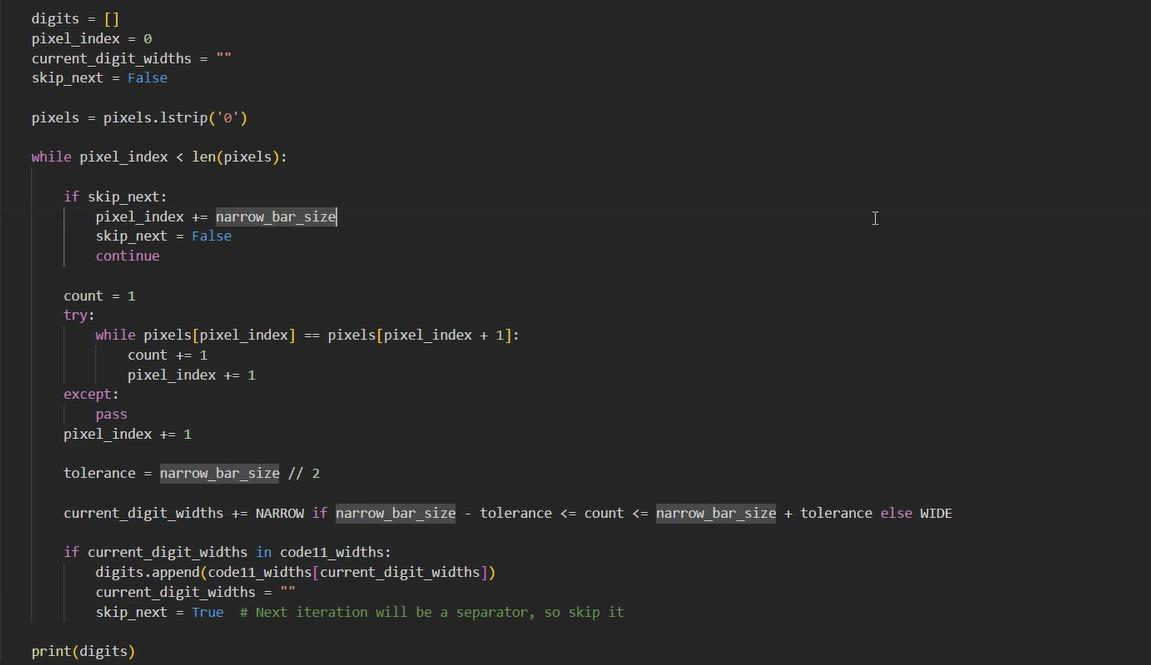 digits = []
pixel_index = 0
current_digit_widths = ""
skip_next = False
pixels = pixels.lstrip('0')
while pixel_index < len(pixels):
if skip_next:
pixel_index += narrow_bar_size
skip_next = False
continue
count = 1
try:
while pixels[pixel_index] == pixels[pixel_index + 1]:
count += 1
pixel_index += 1
except:
pass
pixel_index += 1
tolerance = narrow_bar_size // 2
current_digit_widths += NARROW if narrow_bar_size - tolerance <= count <= narrow_bar_size + tolerance else WIDE
if current_digit_widths in code11_widths:
digits.append(code11_widths[current_digit_widths])
current_digit_widths = ""
skip_next = True  # Next iteration will be a separator, so skip it
print(digits)